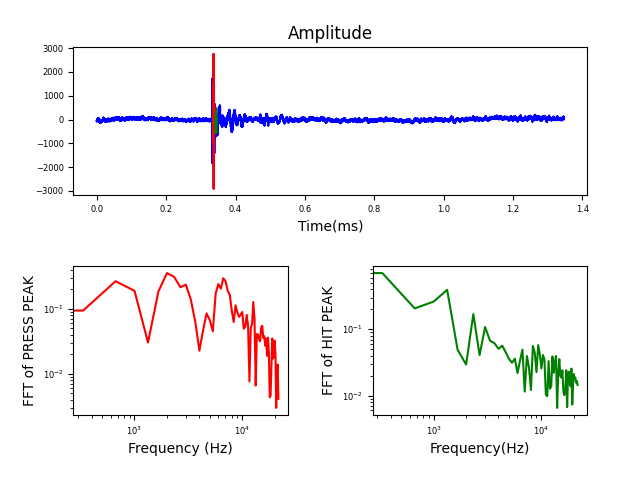 Amplitude
3000
2000
1000
0
−1000
−2000
−3000
0.0 0.2 0.4 0.6 0.8 1.0 1.2 1.4
Time(ms)
FFT of PRESS PEAK
10⁻¹
10⁻²
10³ 10⁴
Frequency (Hz)
FFT of HIT PEAK
10⁻¹
10⁻²
10³ 10⁴
Frequency(Hz)